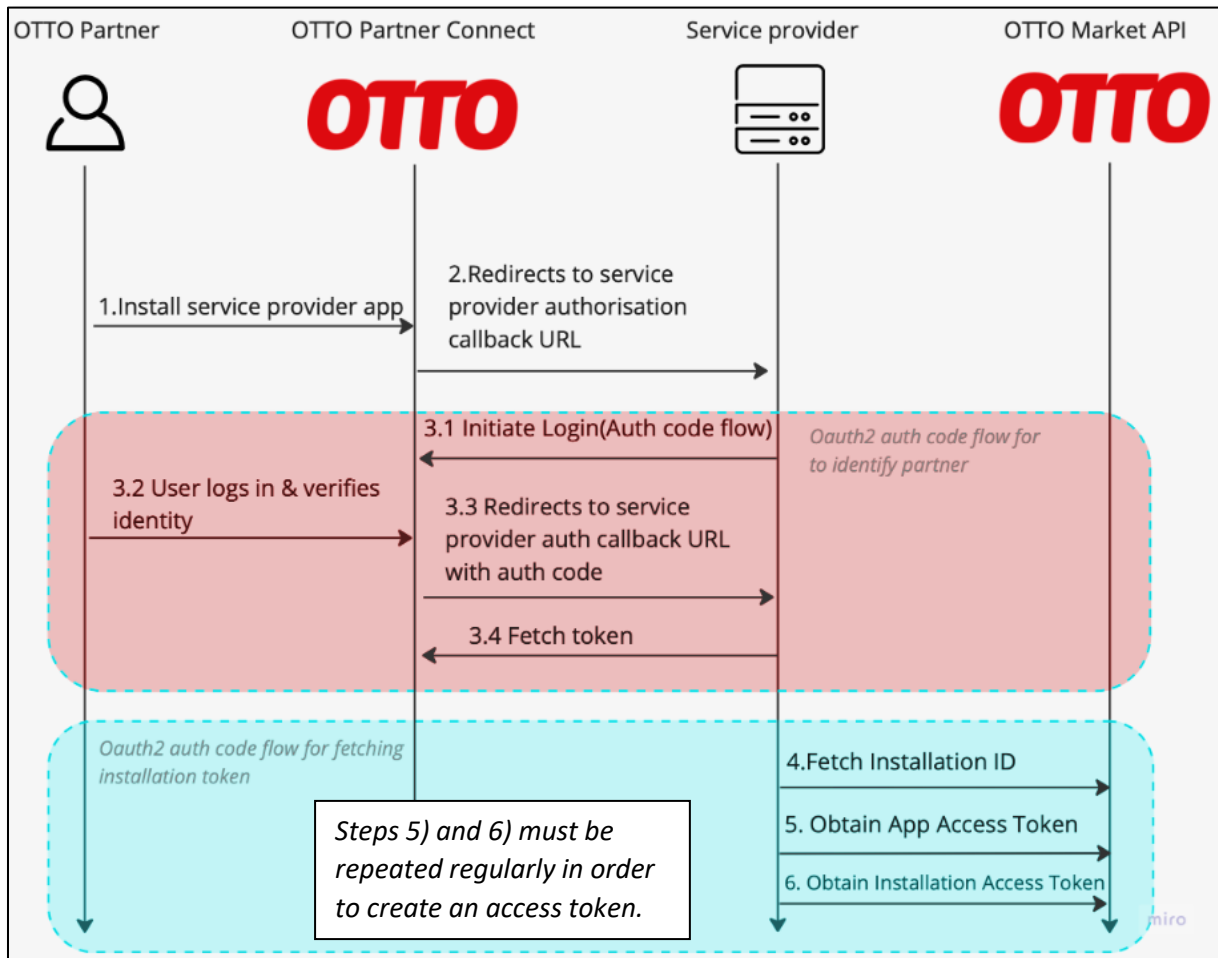 OTTO Partner
OTTO Partner Connect
Service provider
OTTO Market API
OTTO
OTTO
1.Install service provider app
2.Redirects to service
provider authorisation
callback URL
3.1 Initiate Login(Auth code flow)
Oauth2 auth code flow for
to identify partner
3.2 User logs in & verifies
identity
3.3 Redirects to service
provider auth callback URL
with auth code
3.4 Fetch token
Oauth2 auth code flow for fetching
installation token
4.Fetch Installation ID
5. Obtain App Access Token
6. Obtain Installation Access Token
Steps 5) and 6) must be
repeated regularly in order
to create an access token.
miro